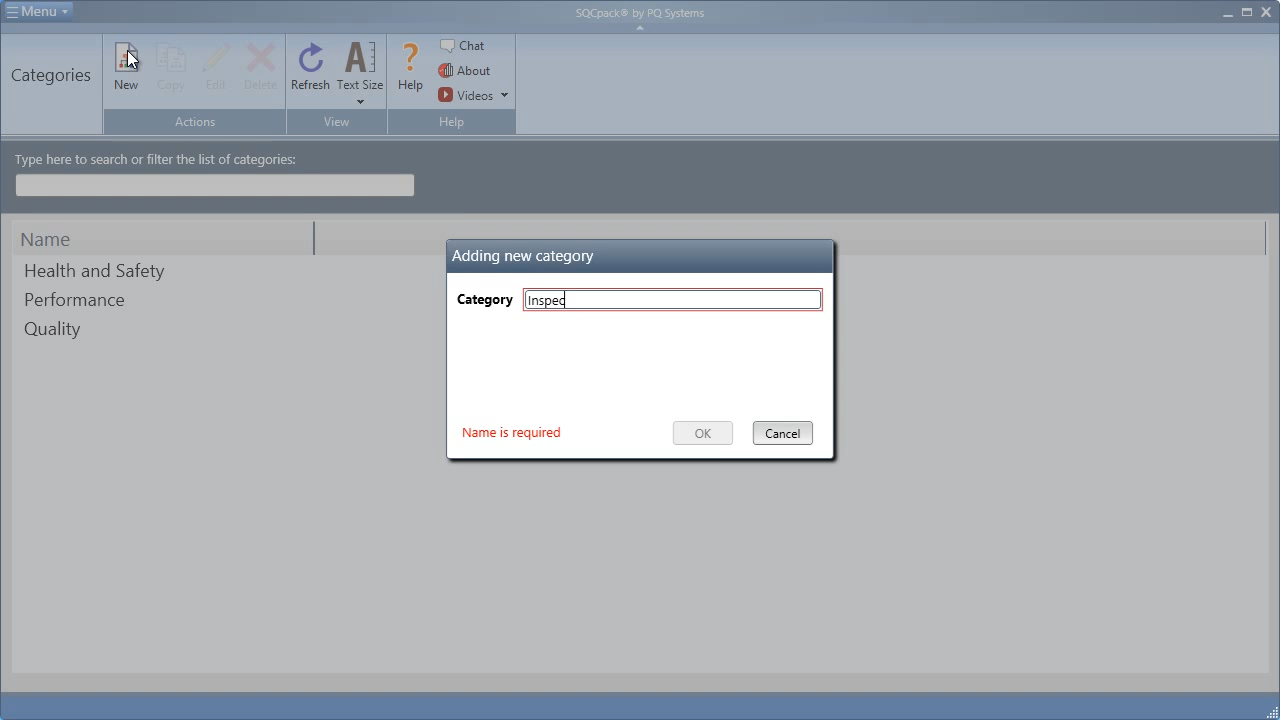 Menu
SQCpack® by PQ Systems
Categories
New
Copy
Edit
Delete
Refresh
Text Size
Help
Chat
About
Videos
Actions
View
Help
Type here to search or filter the list of categories:
Name
Health and Safety
Performance
Quality
Adding new category
Category
Inspec
Name is required
OK
Cancel